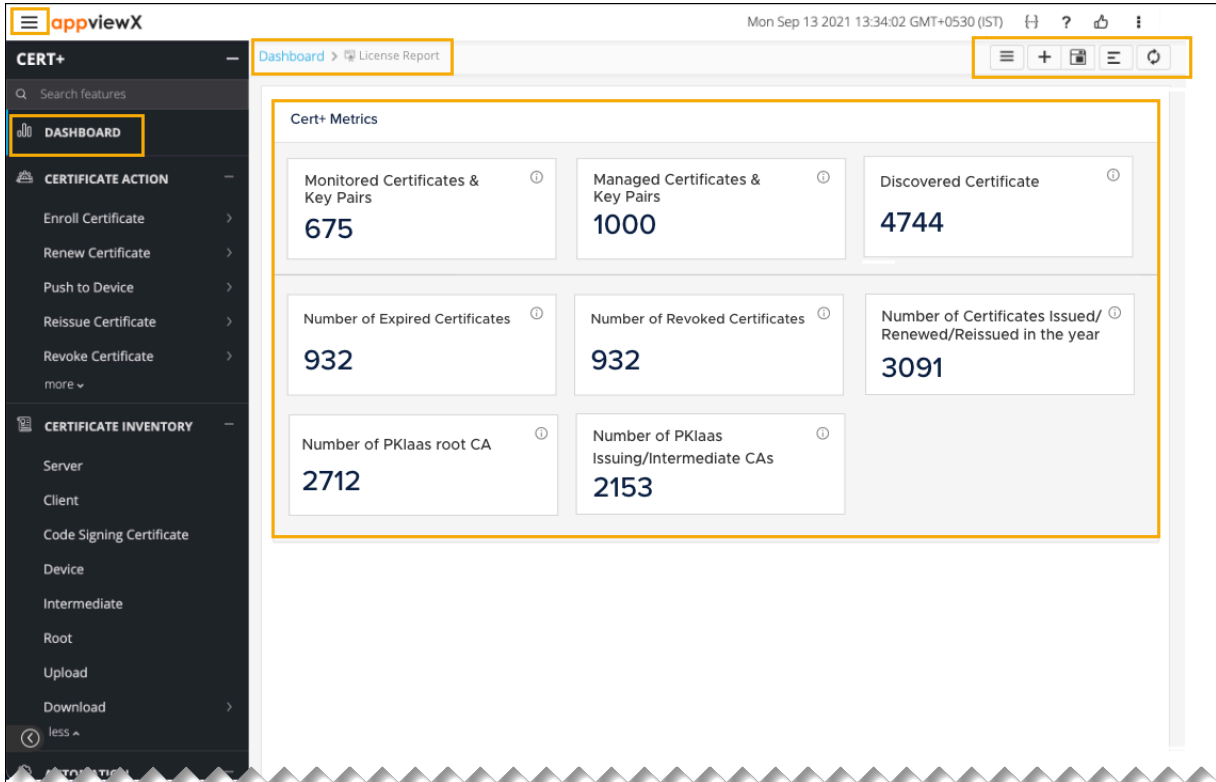 appviewX
Mon Sep 13 2021 13:34:02 GMT+0530 (IST)
CERT+
Dashboard > License Report
Search features
DASHBOARD
CERTIFICATE ACTION
Enroll Certificate
Renew Certificate
Push to Device
Reissue Certificate
Revoke Certificate
more
CERTIFICATE INVENTORY
Server
Client
Code Signing Certificate
Device
Intermediate
Root
Upload
Download
less
AUTOMATION
Cert+ Metrics
Monitored Certificates &
Key Pairs
675
Managed Certificates &
Key Pairs
1000
Discovered Certificate
4744
Number of Expired Certificates
932
Number of Revoked Certificates
932
Number of Certificates Issued/
Renewed/Reissued in the year
3091
Number of PKIaas root CA
2712
Number of PKIaas
Issuing/Intermediate CAs
2153